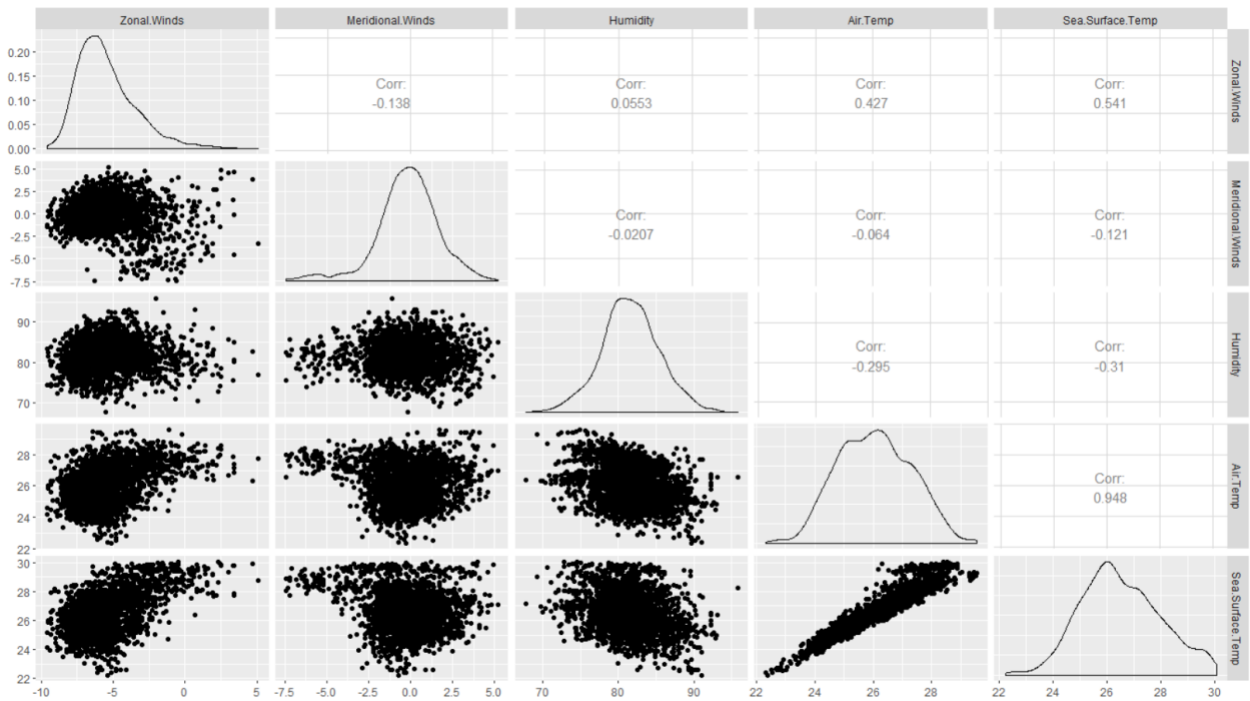 Zonal.Winds Meridional.Winds Humidity Air.Temp Sea.Surface.Temp
0.20
0.15
0.10
0.05
0.00
Corr:
-0.138
Corr:
0.0553
Corr:
0.427
Corr:
0.541
Zonal.Winds
5.0
2.5
0.0
-2.5
-5.0
-7.5
Corr:
-0.0207
Corr:
-0.064
Corr:
-0.121
Meridional.Winds
90
80
70
Corr:
-0.295
Corr:
-0.31
Humidity
28
26
24
22
Corr:
0.948
Air.Temp
30
28
26
24
22
Sea.Surface.Temp
-10 -5 0 5 -7.5 -5.0 -2.5 0.0 2.5 5.0 70 80 90 22 24 26 28 22 24 26 28 30